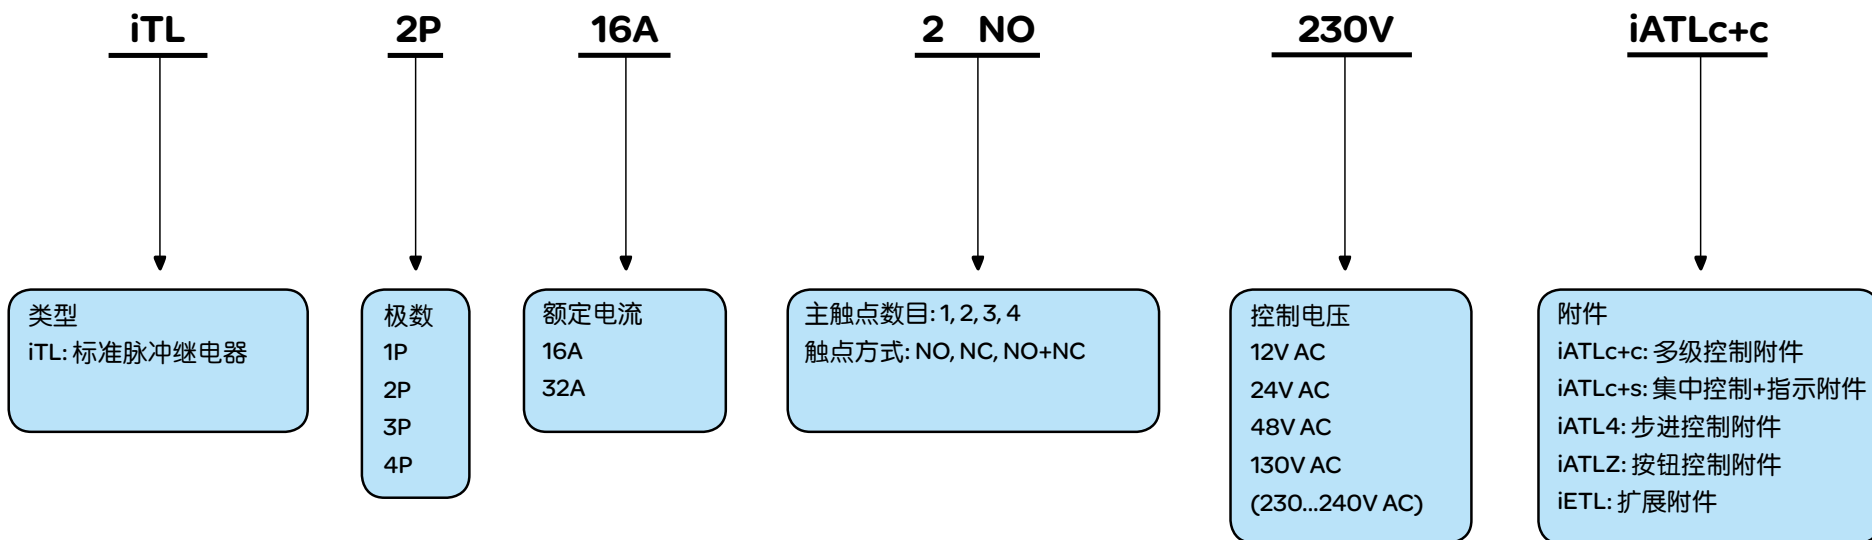 iTL 2P 16A 2 NO 230V iATLc+c
类型
iTL: 标准脉冲继电器
极数
1P
2P
3P
4P
额定电流
16A
32A
主触点数目: 1, 2, 3, 4
触点方式: NO, NC, NO+NC
控制电压
12V AC
24V AC
48V AC
130V AC
(230...240V AC)
附件
iATLc+c: 多级控制附件
iATLc+s: 集中控制+指示附件
iATL4: 步进控制附件
iATLZ: 按钮控制附件
iETL: 扩展附件